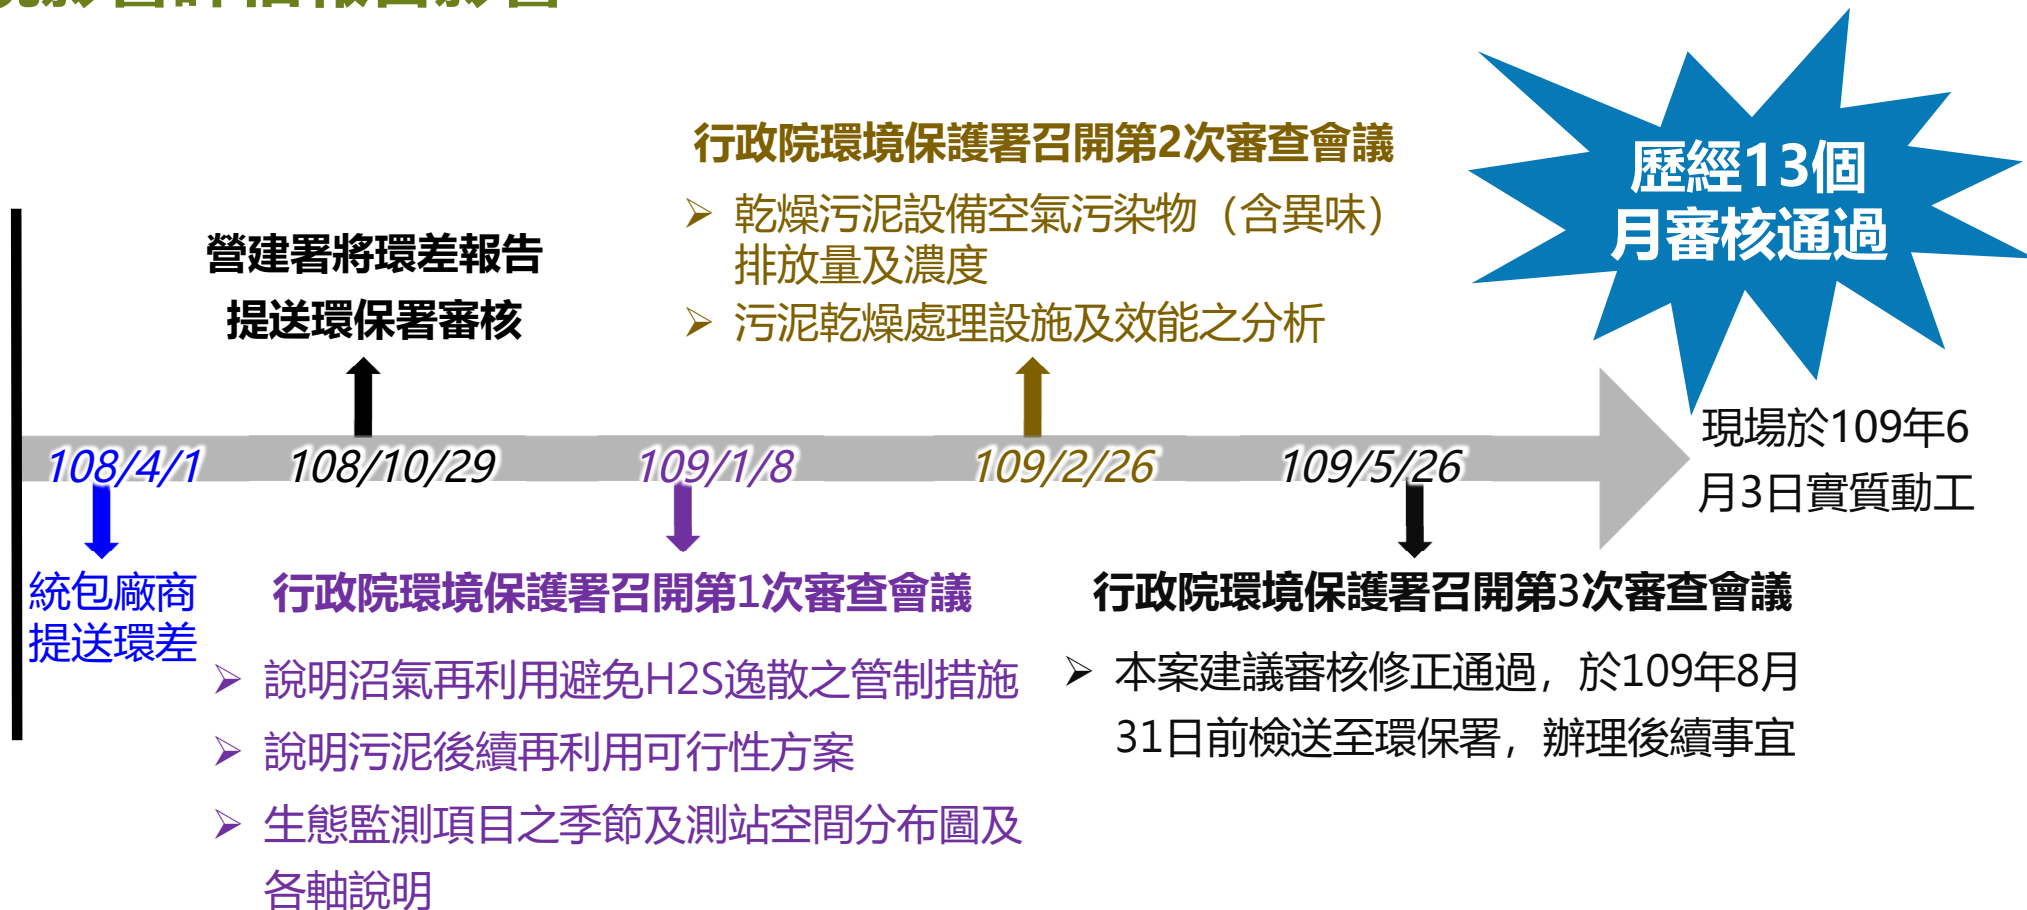 歷經13個
月審核通過
行政院環境保護署召開第2次審查會議
➢ 乾燥污泥設備空氣污染物（含異味）
排放量及濃度
➢ 污泥乾燥處理設施及效能之分析
營建署將環差報告
提送環保署審核
108/4/1
108/10/29
109/1/8
109/2/26
109/5/26
現場於109年6
月3日實質動工
統包廠商
提送環差
行政院環境保護署召開第1次審查會議
➢ 說明沼氣再利用避免H2S逸散之管制措施
➢ 說明污泥後續再利用可行性方案
➢ 生態監測項目之季節及測站空間分布圖及
各軸說明
行政院環境保護署召開第3次審查會議
➢ 本案建議審核修正通過，於109年8月
31日前檢送至環保署，辦理後續事宜